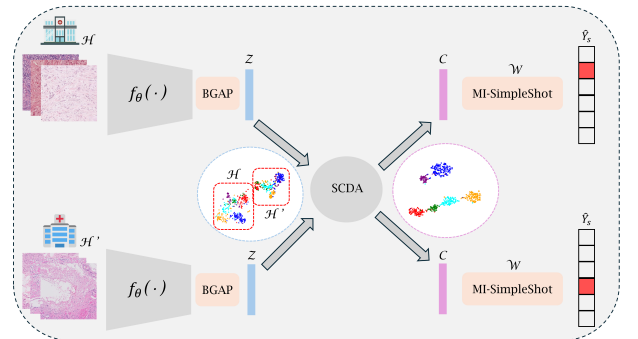 ℋ
f_θ(·)
BGAP
Z
C
𝒲
MI-SimpleShot
Ŷ_s
ℋ
ℋ'
SCDA
ℋ'
f_θ(·)
BGAP
Z
C
𝒲
MI-SimpleShot
Ŷ_s